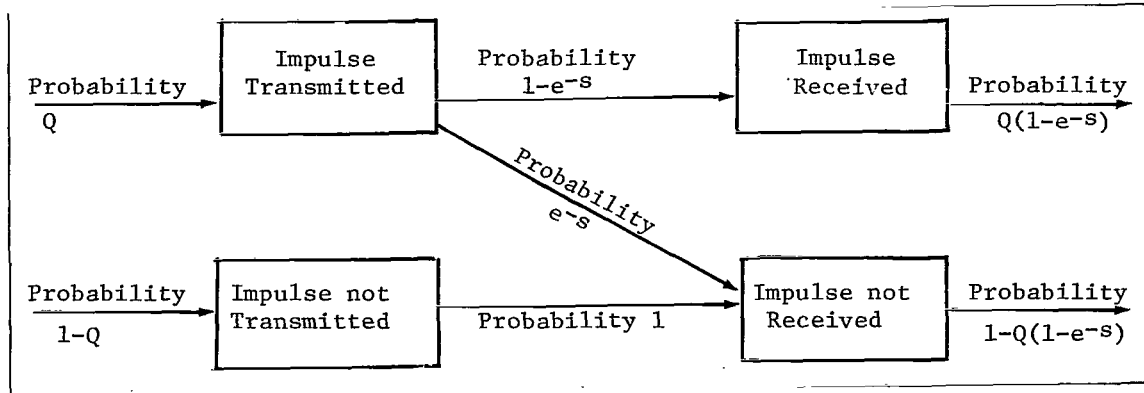 Probability
Q
Impulse
Transmitted
Probability
1-e-s
Impulse
Received
Probability
Q(1-e-s)
Probability
e-s
Probability
1-Q
Impulse not
Transmitted
Probability 1
Impulse not
Received
Probability
1-Q(1-e-s)